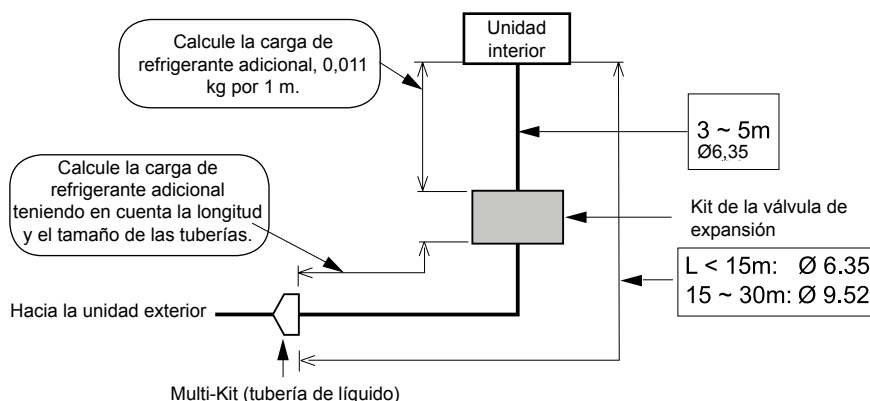 Calcule la carga de
refrigerante adicional, 0,011
kg por 1 m.
Unidad
interior
3 ~ 5m
Ø6,35
Calcule la carga de
refrigerante adicional
teniendo en cuenta la longitud
y el tamaño de las tuberías.
Kit de la válvula de
expansión
L < 15m: Ø 6.35
15 ~ 30m: Ø 9.52
Hacia la unidad exterior
Multi-Kit (tubería de líquido)